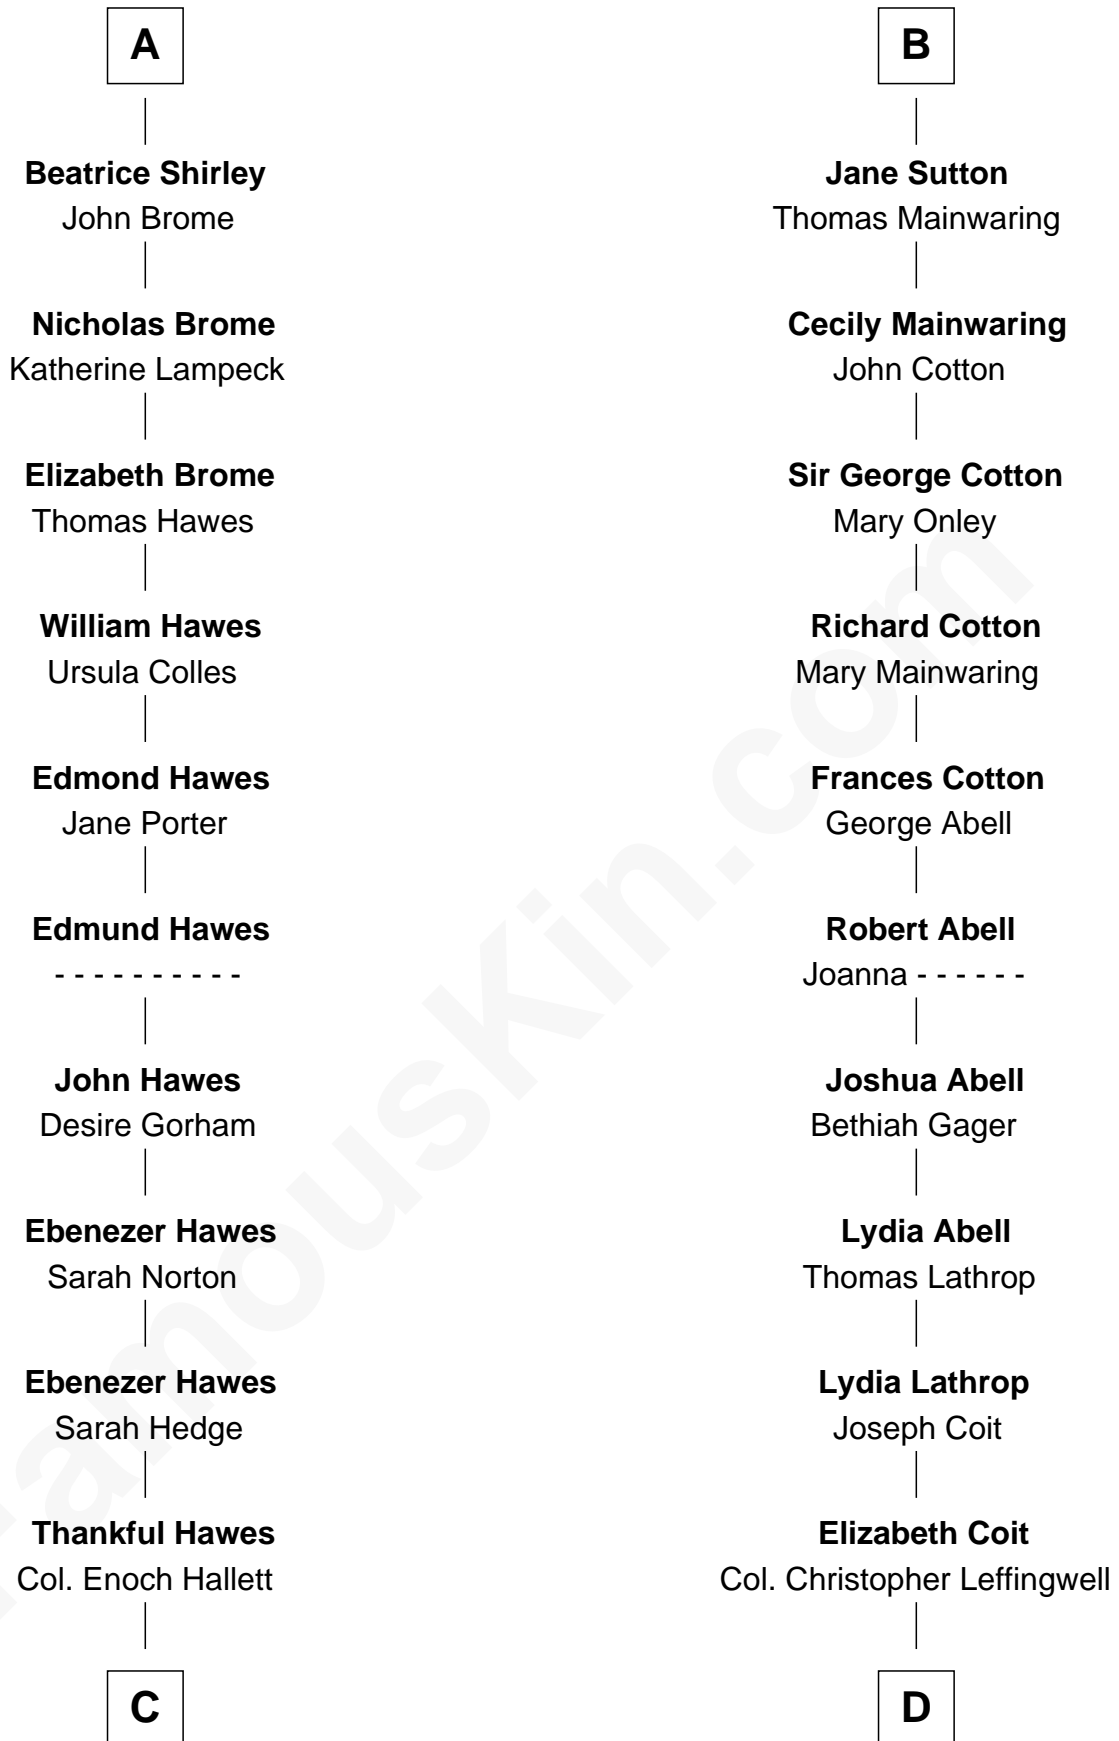 A
Beatrice Shirley
John Brome
Nicholas Brome
Katherine Lampeck
Elizabeth Brome
Thomas Hawes
William Hawes
Ursula Colles
Edmond Hawes
Jane Porter
Edmund Hawes
- - - - - - - - - -
John Hawes
Desire Gorham
Ebenezer Hawes
Sarah Norton
Ebenezer Hawes
Sarah Hedge
Thankful Hawes
Col. Enoch Hallett
C
B
Jane Sutton
Thomas Mainwaring
Cecily Mainwaring
John Cotton
Sir George Cotton
Mary Onley
Richard Cotton
Mary Mainwaring
Frances Cotton
George Abell
Robert Abell
Joanna - - - - - -
Joshua Abell
Bethiah Gager
Lydia Abell
Thomas Lathrop
Lydia Lathrop
Joseph Coit
Elizabeth Coit
Col. Christopher Leffingwell
D
FamousKin.com